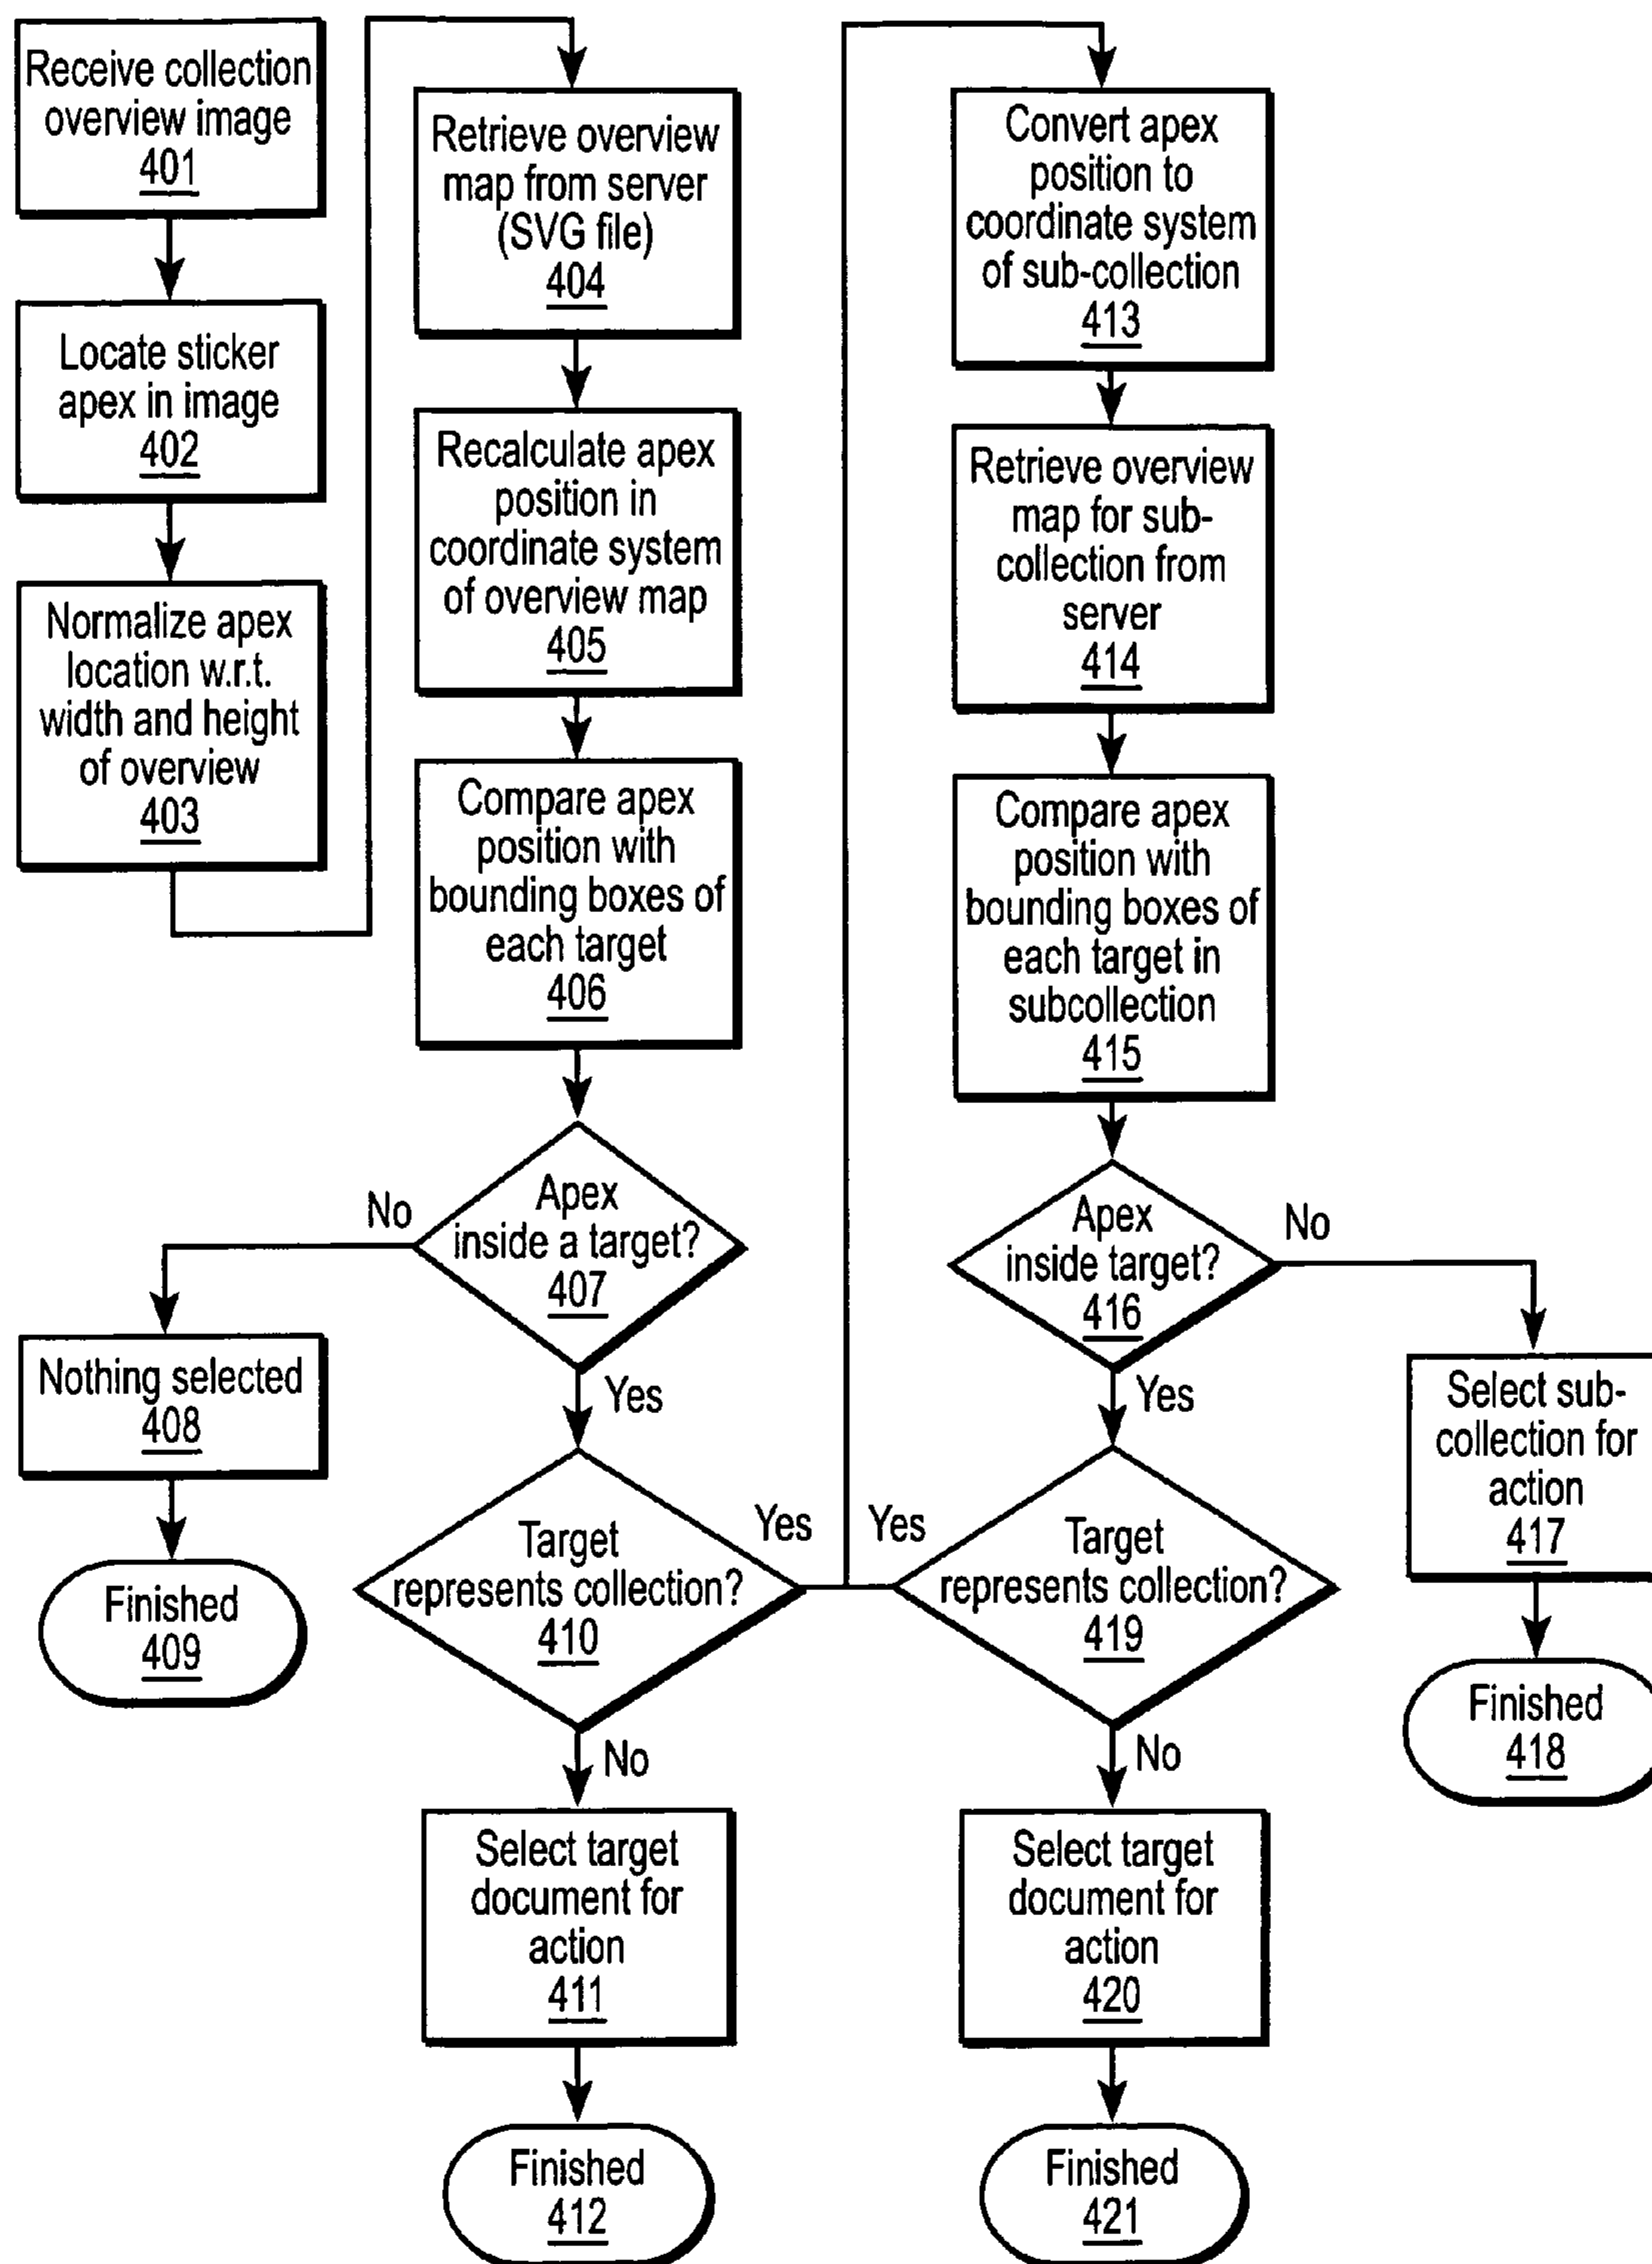 Receive collection
overview image
401
Locate sticker
apex in image
402
Normalize apex
location w.r.t.
width and height
of overview
403
Retrieve overview
map from server
(SVG file)
404
Recalculate apex
position in
coordinate system
of overview map
405
Compare apex
position with
bounding boxes of
each target
406
Apex
inside a target?
407
No
Yes
Nothing selected
408
Finished
409
Target
represents collection?
410
Yes
No
Select target
document for
action
411
Finished
412
Convert apex
position to
coordinate system
of sub-collection
413
Retrieve overview
map for sub-
collection from
server
414
Compare apex
position with
bounding boxes of
each target in
subcollection
415
Apex
inside target?
416
No
Yes
Select sub-
collection for
action
417
Finished
418
Target
represents collection?
419
Yes
No
Select target
document for
action
420
Finished
421